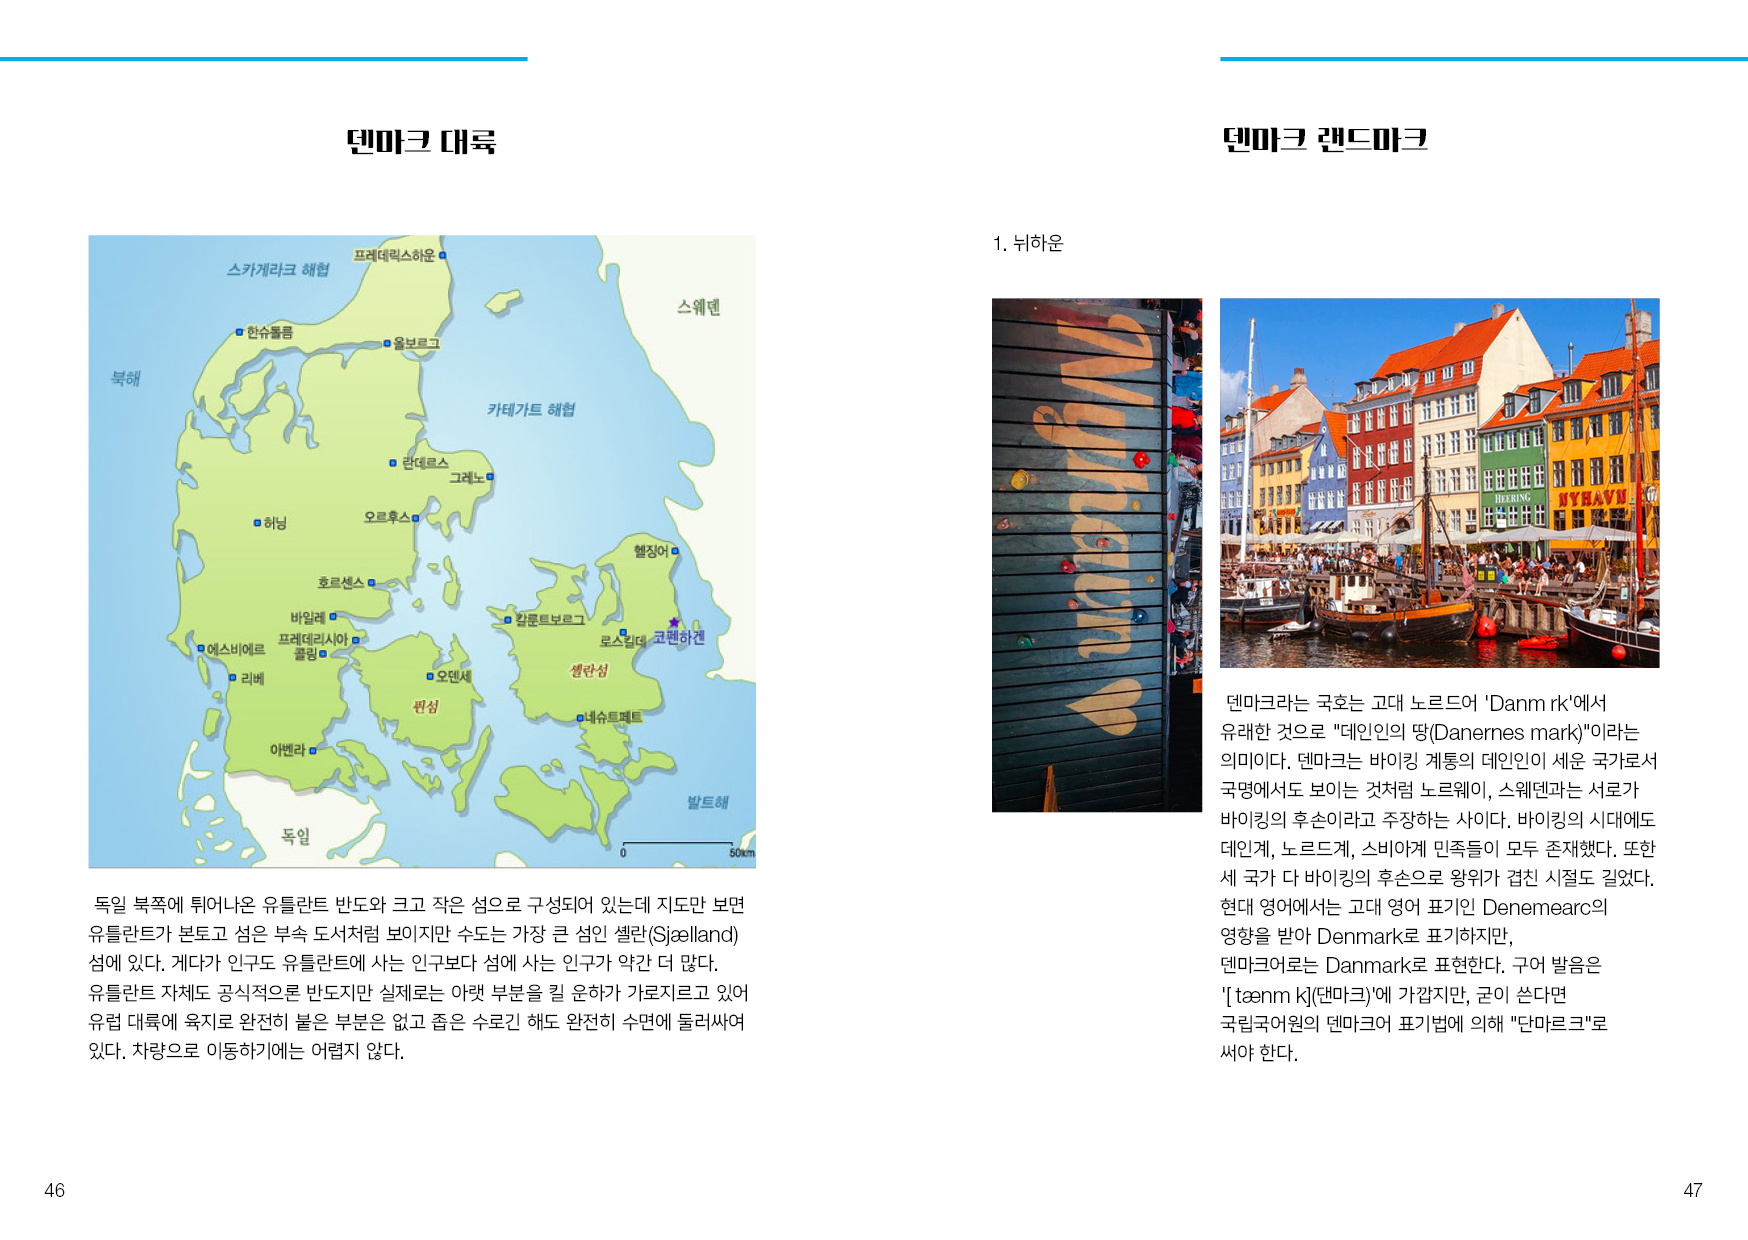 덴마크 대륙
프레데릭스하운
스카게라크 해협
스웨덴
한슈톨름
올보르그
북해
카테가트 해협
란데르스
그레노
오르후스
허닝
헬징어
호르센스
바일레
칼룬트보르그
프레데리시아
로스킬데
코펜하겐
에스비에르
콜링
리베
오덴세
셸란섬
핀섬
네슈트페트
아벤라
발트해
독일
0
50km
독일 북쪽에 튀어나온 유틀란트 반도와 크고 작은 섬으로 구성되어 있는데 지도만 보면
유틀란트가 본토고 섬은 부속 도서처럼 보이지만 수도는 가장 큰 섬인 셸란(Sjælland)
섬에 있다. 게다가 인구도 유틀란트에 사는 인구보다 섬에 사는 인구가 약간 더 많다.
유틀란트 자체도 공식적으론 반도지만 실제로는 아랫 부분을 킬 운하가 가로지르고 있어
유럽 대륙에 육지로 완전히 붙은 부분은 없고 좁은 수로긴 해도 완전히 수면에 둘러싸여
있다. 차량으로 이동하기에는 어렵지 않다.
46
덴마크 랜드마크
1. 뉘하운
Nyhavn
HEERING
NYHAVN
덴마크라는 국호는 고대 노르드어 'Danm rk'에서
유래한 것으로 "데인인의 땅(Danernes mark)"이라는
의미이다. 덴마크는 바이킹 계통의 데인인이 세운 국가로서
국명에서도 보이는 것처럼 노르웨이, 스웨덴과는 서로가
바이킹의 후손이라고 주장하는 사이다. 바이킹의 시대에도
데인계, 노르드계, 스비아계 민족들이 모두 존재했다. 또한
세 국가 다 바이킹의 후손으로 왕위가 겹친 시절도 길었다.
현대 영어에서는 고대 영어 표기인 Denemearc의
영향을 받아 Denmark로 표기하지만,
덴마크어로는 Danmark로 표현한다. 구어 발음은
'[ tænm k](댄마크)'에 가깝지만, 굳이 쓴다면
국립국어원의 덴마크어 표기법에 의해 "단마르크"로
써야 한다.
47